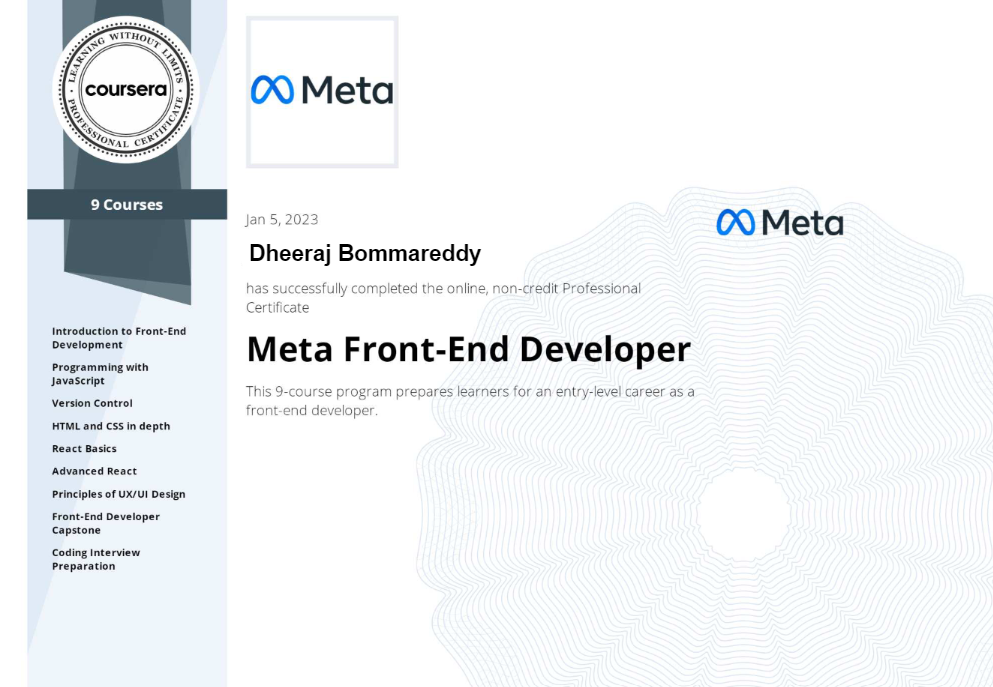 LEARNING WITHOUT LIMITS
coursera
PROFESSIONAL CERTIFICATE
9 Courses
Introduction to Front-End
Development
Programming with
JavaScript
Version Control
HTML and CSS in depth
React Basics
Advanced React
Principles of UX/UI Design
Front-End Developer
Capstone
Coding Interview
Preparation
Meta
Jan 5, 2023
Dheeraj Bommareddy
has successfully completed the online, non-credit Professional
Certificate
Meta Front-End Developer
This 9-course program prepares learners for an entry-level career as a
front-end developer.
Meta